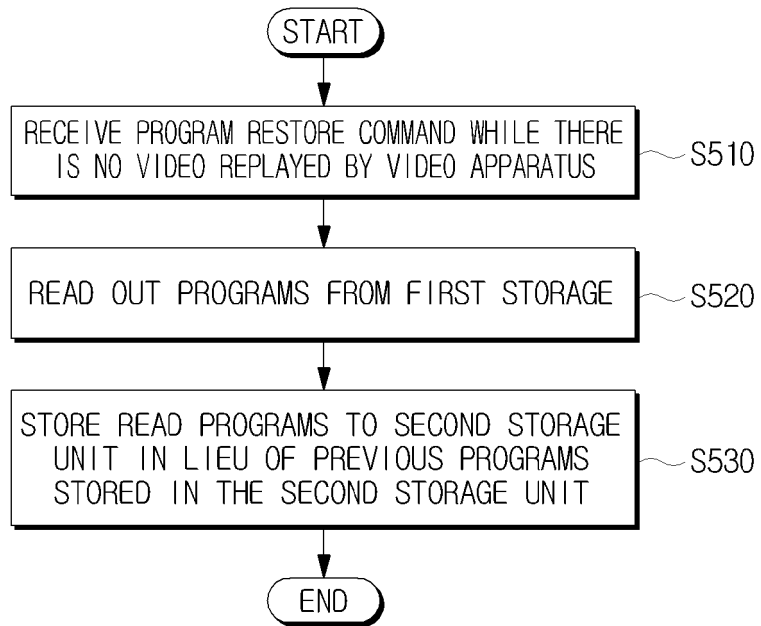 START
RECEIVE PROGRAM RESTORE COMMAND WHILE THERE
IS NO VIDEO REPLAYED BY VIDEO APPARATUS
S510
READ OUT PROGRAMS FROM FIRST STORAGE
S520
STORE READ PROGRAMS TO SECOND STORAGE
UNIT IN LIEU OF PREVIOUS PROGRAMS
STORED IN THE SECOND STORAGE UNIT
S530
END